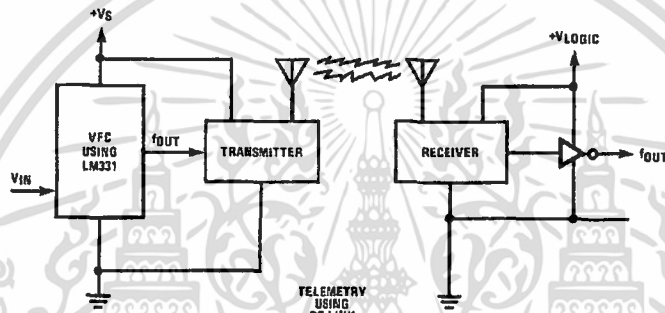 +VS
VFC
USING
LM331
fOUT
VIN
TRANSMITTER
RECEIVER
+VLOGIC
fOUT
TELEMETRY
USING